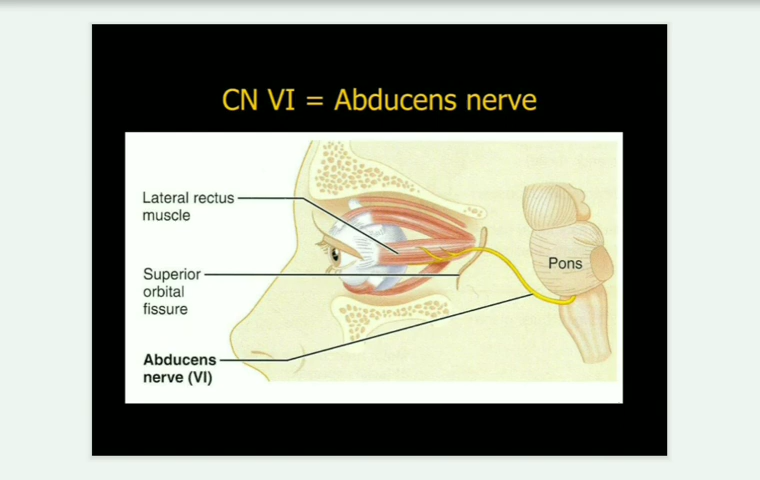 CN VI = Abducens nerve
Lateral rectus
muscle
Superior
orbital
fissure
Pons
Abducens
nerve (VI)